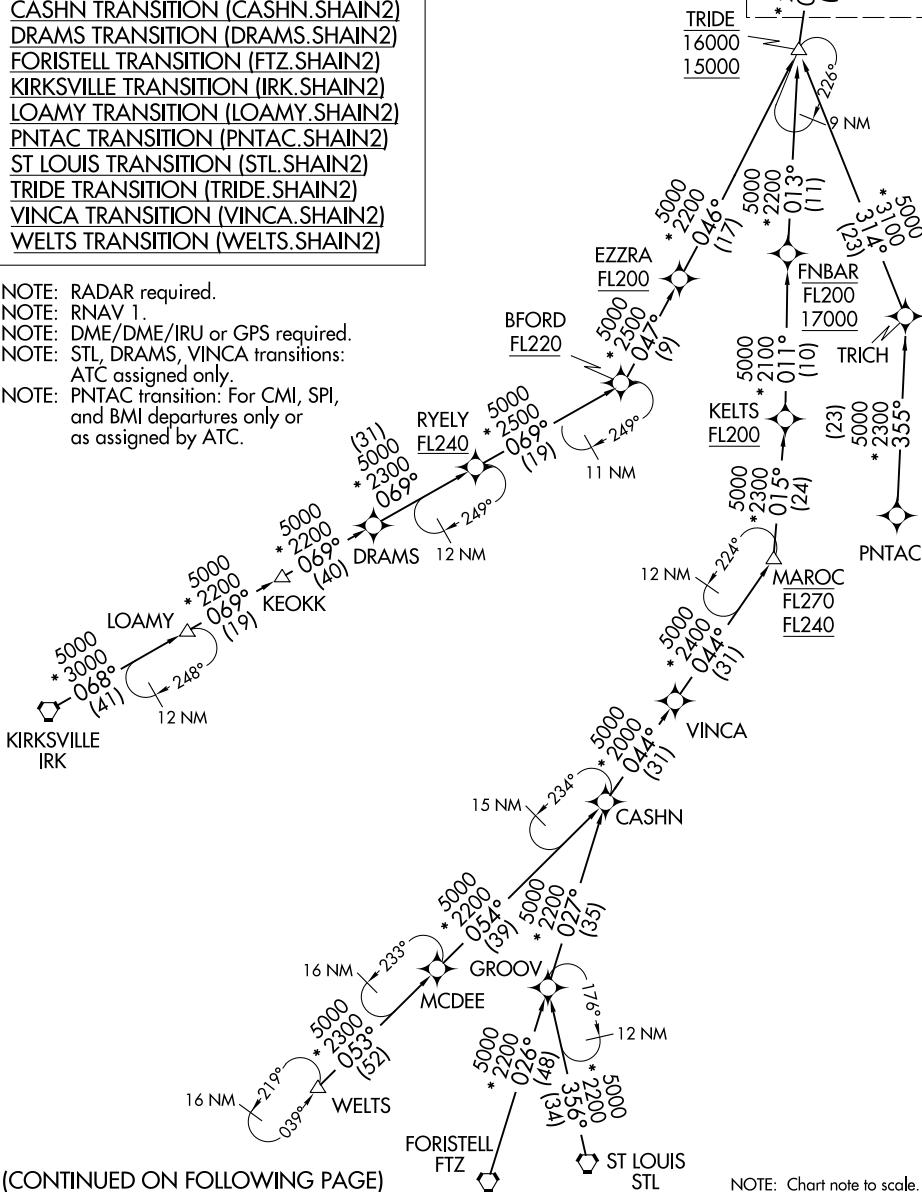 CASHN TRANSITION (CASHN.SHAIN2)
DRAMS TRANSITION (DRAMS.SHAIN2)
FORISTELL TRANSITION (FTZ.SHAIN2)
KIRKSVILLE TRANSITION (IRK.SHAIN2)
LOAMY TRANSITION (LOAMY.SHAIN2)
PNTAC TRANSITION (PNTAC.SHAIN2)
ST LOUIS TRANSITION (STL.SHAIN2)
TRIDE TRANSITION (TRIDE.SHAIN2)
VINCA TRANSITION (VINCA.SHAIN2)
WELTS TRANSITION (WELTS.SHAIN2)
NOTE: RADAR required.
NOTE: RNAV 1.
NOTE: DME/DME/IRU or GPS required.
NOTE: STL, DRAMS, VINCA transitions:
ATC assigned only.
NOTE: PNTAC transition: For CMI, SPI,
and BMI departures only or
as assigned by ATC.
TRIDE
16000
15000
226°
9 NM
5000
*2200
013°
(11)
5000
*2200
046°
(17)
5000
*3100
314°
(23)
EZZRA
FL200
FNBAR
FL200
17000
TRICH
BFORD
FL220
5000
*2500
047°
(9)
5000
*2100
011°
(10)
KELTS
FL200
(23)
5000
*2300
355°
PNTAC
RYELY
FL240
5000
*2500
069°
(19)
249°
11 NM
(31)
5000
*2300
069°
249°
12 NM
DRAMS
5000
*2300
015°
(24)
224°
12 NM
MAROC
FL270
FL240
5000
*2200
069°
(40)
KEOKK
LOAMY
5000
*2200
069°
(19)
248°
12 NM
5000
*3000
068°
(41)
KIRKSVILLE
IRK
5000
*2400
044°
(31)
VINCA
5000
*2000
044°
(31)
234°
15 NM
CASHN
5000
*2200
054°
(39)
5000
*2200
027°
(35)
233°
16 NM
MCDEE
GROOV
176°
12 NM
5000
*2300
053°
(52)
219°
039°
16 NM
WELTS
5000
*2200
026°
(48)
5000
*2200
356°
(34)
FORISTELL
FTZ
ST LOUIS
STL
(CONTINUED ON FOLLOWING PAGE)
NOTE: Chart note to scale.